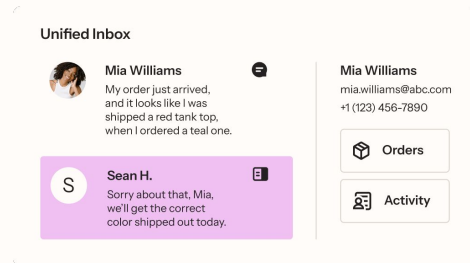 Unified Inbox
Mia Williams
My order just arrived,
and it looks like I was
shipped a red tank top,
when I ordered a teal one.
S
Sean H.
Sorry about that, Mia,
we'll get the correct
color shipped out today.
Mia Williams
mia.williams@abc.com
+1 (123) 456-7890
Orders
Activity